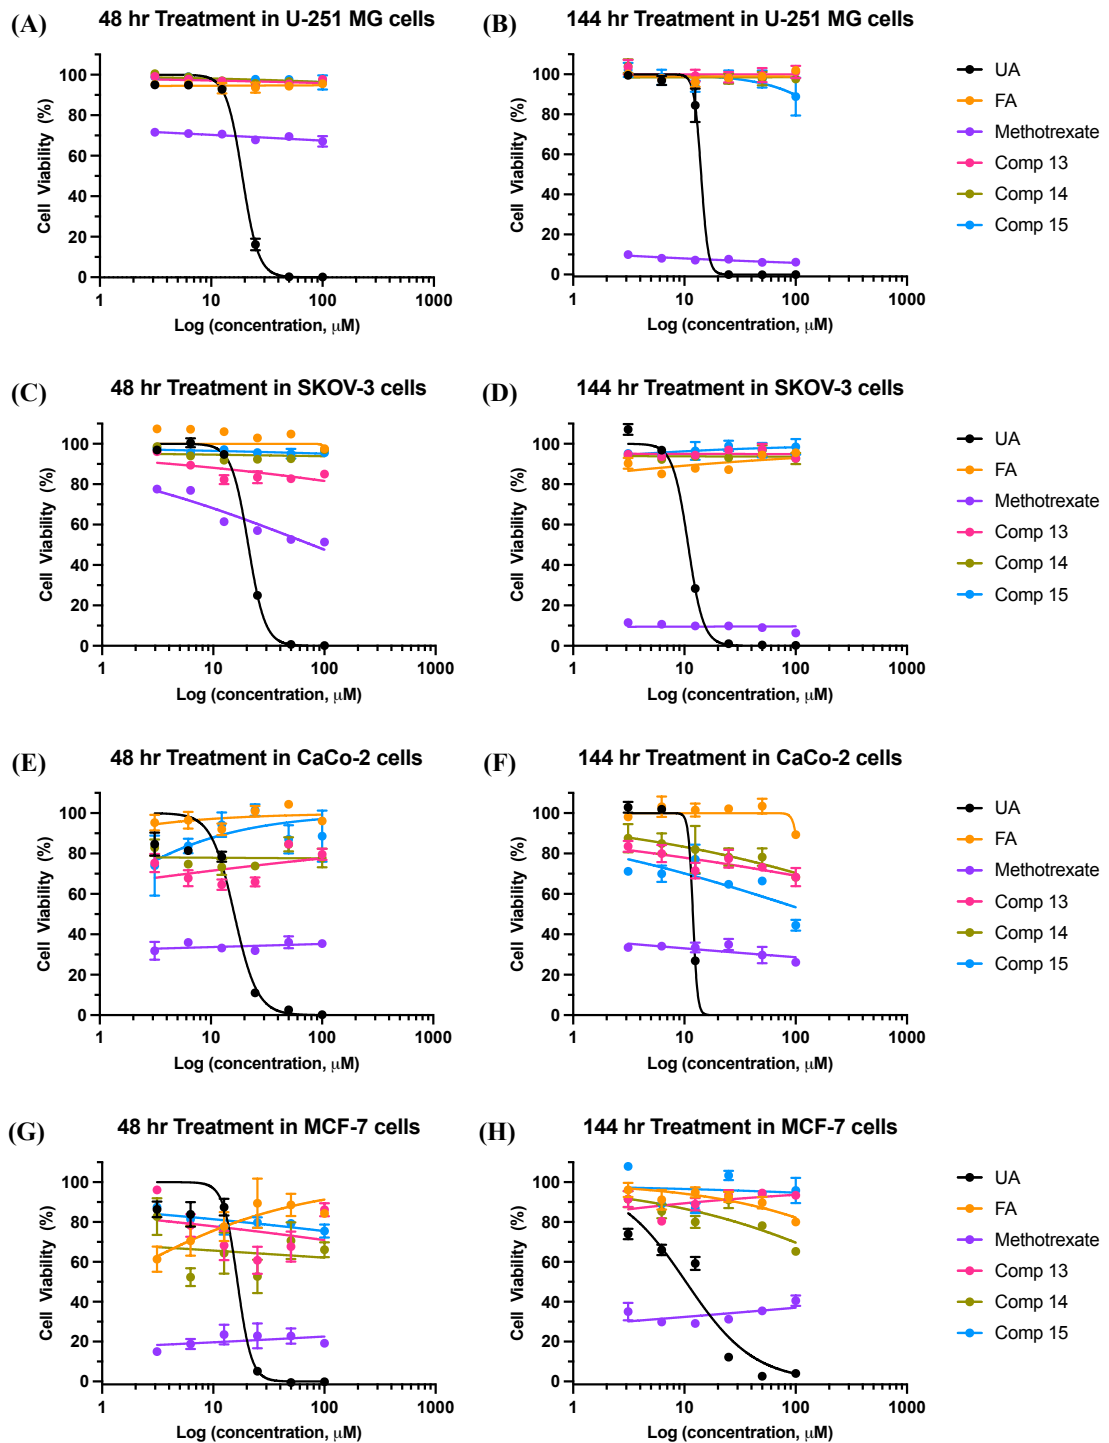 (A) 48 hr Treatment in U-251 MG cells
Cell Viability (%)
100
80
60
40
20
0
1 10 100 1000
Log (concentration, μM)
(B) 144 hr Treatment in U-251 MG cells
Cell Viability (%)
100
80
60
40
20
0
1 10 100 1000
Log (concentration, μM)
UA
FA
Methotrexate
Comp 13
Comp 14
Comp 15
(C) 48 hr Treatment in SKOV-3 cells
Cell Viability (%)
100
80
60
40
20
0
1 10 100 1000
Log (concentration, μM)
(D) 144 hr Treatment in SKOV-3 cells
Cell Viability (%)
100
80
60
40
20
0
1 10 100 1000
Log (concentration, μM)
UA
FA
Methotrexate
Comp 13
Comp 14
Comp 15
(E) 48 hr Treatment in CaCo-2 cells
Cell Viability (%)
100
80
60
40
20
0
1 10 100 1000
Log (concentration, μM)
(F) 144 hr Treatment in CaCo-2 cells
Cell Viability (%)
100
80
60
40
20
0
1 10 100 1000
Log (concentration, μM)
UA
FA
Methotrexate
Comp 13
Comp 14
Comp 15
(G) 48 hr Treatment in MCF-7 cells
Cell Viability (%)
100
80
60
40
20
0
1 10 100 1000
Log (concentration, μM)
(H) 144 hr Treatment in MCF-7 cells
Cell Viability (%)
100
80
60
40
20
0
1 10 100 1000
Log (concentration, μM)
UA
FA
Methotrexate
Comp 13
Comp 14
Comp 15